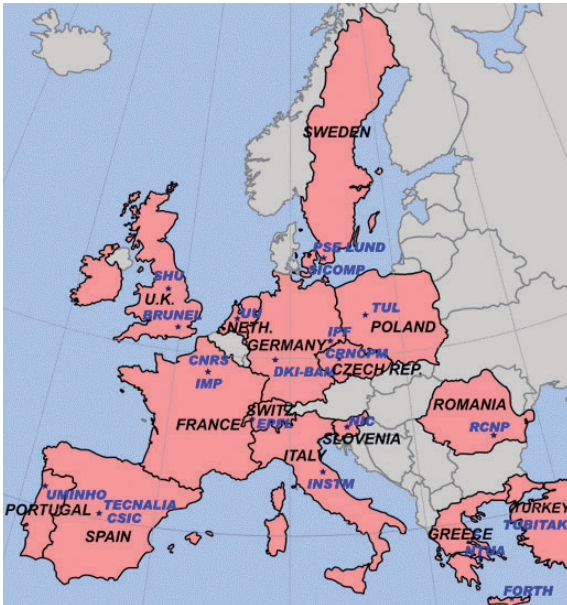 SWEDEN
PSE-LUND
SICOMP
SHU
U.K.
BRUNEL
UU
NETH.
TUL
POLAND
IPF
GERMANY
CRNOPM
CNRS
DKI-BAM
CZECH REP.
IMP
SWITZ.
EPFL
FRANCE
NIC
SLOVENIA
ROMANIA
RCNP
ITALY
INSTM
UMINHO
PORTUGAL
TECNALIA
CSIC
SPAIN
TURKEY
TUBITAK
GREECE
NTUA
FORTH